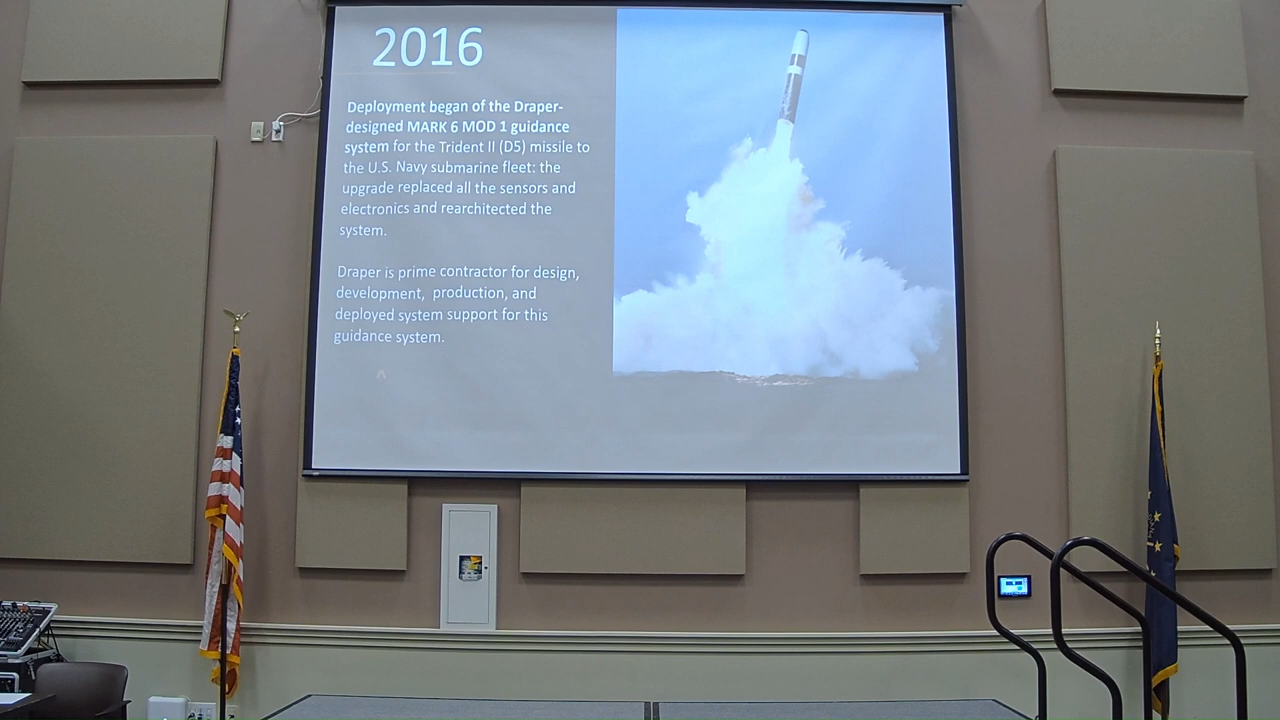 2016
Deployment began of the Draper-
designed MARK 6 MOD 1 guidance
system for the Trident II (D5) missile to
the U.S. Navy submarine fleet: the
upgrade replaced all the sensors and
electronics and rearchitected the
system.
Draper is prime contractor for design,
development, production, and
deployed system support for this
guidance system.